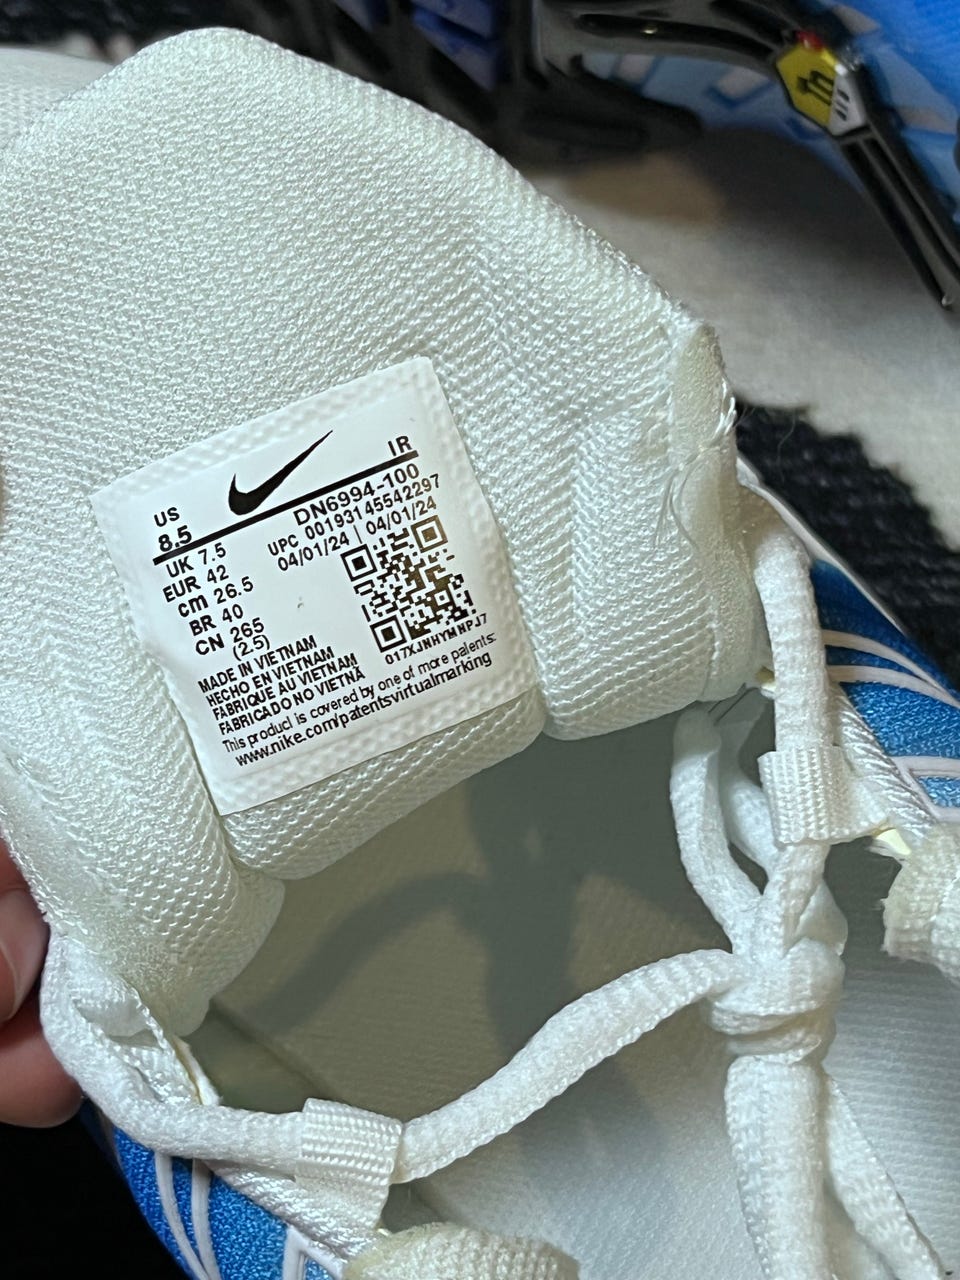 US
8.5
IR
UK 7.5
EUR 42
cm 26.5
BR 40
CN 265
(2.5)
DN6994-100
UPC 00193145542297
04/01/24 | 04/01/24
017XJNHYMNPJ7
MADE IN VIETNAM
HECHO EN VIETNAM
FABRIQUE AU VIETNAM
FABRICADO NO VIETNÃ
This product is covered by one of more patents:
www.nike.com/patentsvirtualmarking